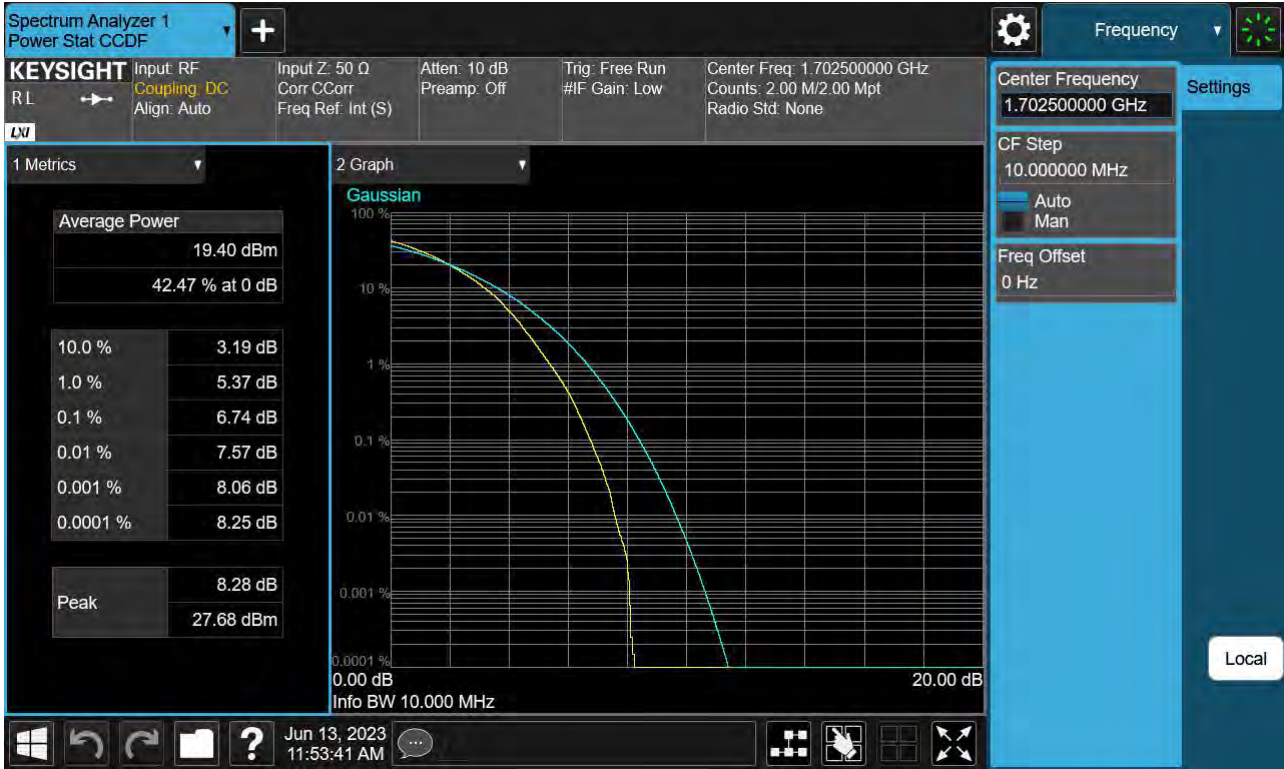 Spectrum Analyzer 1
Power Stat CCDF
Frequency
KEYSIGHT
R L
LXI
Input: RF
Coupling: DC
Align: Auto
Input Z: 50 Ω
Corr CCorr
Freq Ref: Int (S)
Atten: 10 dB
Preamp: Off
Trig: Free Run
#IF Gain: Low
Center Freq: 1.702500000 GHz
Counts: 2.00 M/2.00 Mpt
Radio Std: None
Center Frequency
1.702500000 GHz
Settings
CF Step
10.000000 MHz
Auto
Man
Freq Offset
0 Hz
Local
1 Metrics
Average Power
19.40 dBm
42.47 % at 0 dB
10.0 % 3.19 dB
1.0 % 5.37 dB
0.1 % 6.74 dB
0.01 % 7.57 dB
0.001 % 8.06 dB
0.0001 % 8.25 dB
Peak
8.28 dB
27.68 dBm
2 Graph
Gaussian
100 %
10 %
1 %
0.1 %
0.01 %
0.001 %
0.0001 %
0.00 dB 20.00 dB
Info BW 10.000 MHz
?
Jun 13, 2023
11:53:41 AM